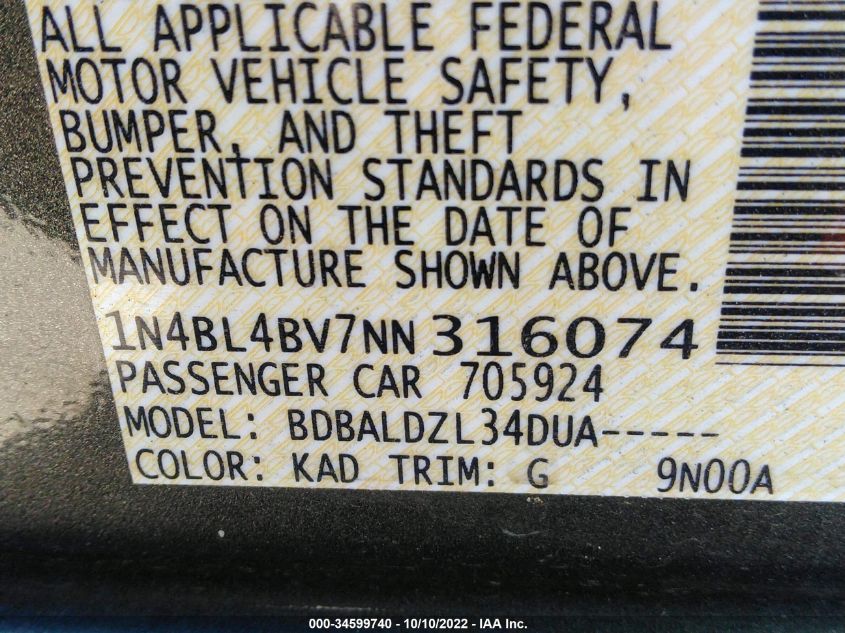 ALL APPLICABLE FEDERAL
MOTOR VEHICLE SAFETY,
BUMPER, AND THEFT
PREVENTION STANDARDS IN
EFFECT ON THE DATE OF
MANUFACTURE SHOWN ABOVE.
1N4BL4BV7NN316074
PASSENGER CAR 705924
MODEL: BDBALDZL34DUA-----
COLOR: KAD TRIM: G 9N00A
000-34599740 - 10/10/2022 - IAA Inc.